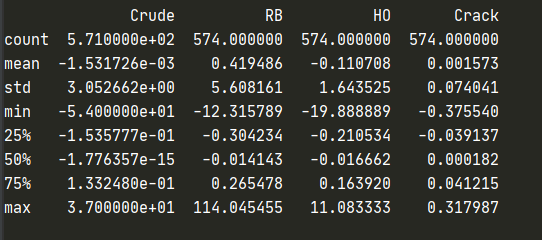 Crude RB HO Crack
count 5.710000e+02 574.000000 574.000000 574.000000
mean -1.531726e-03 0.419486 -0.110708 0.001573
std 3.052662e+00 5.608161 1.643525 0.074041
min -5.400000e+01 -12.315789 -19.888889 -0.375540
25% -1.535777e-01 -0.304234 -0.210534 -0.039137
50% -1.776357e-15 -0.014143 -0.016662 0.000182
75% 1.332480e-01 0.265478 0.163920 0.041215
max 3.700000e+01 114.045455 11.083333 0.317987